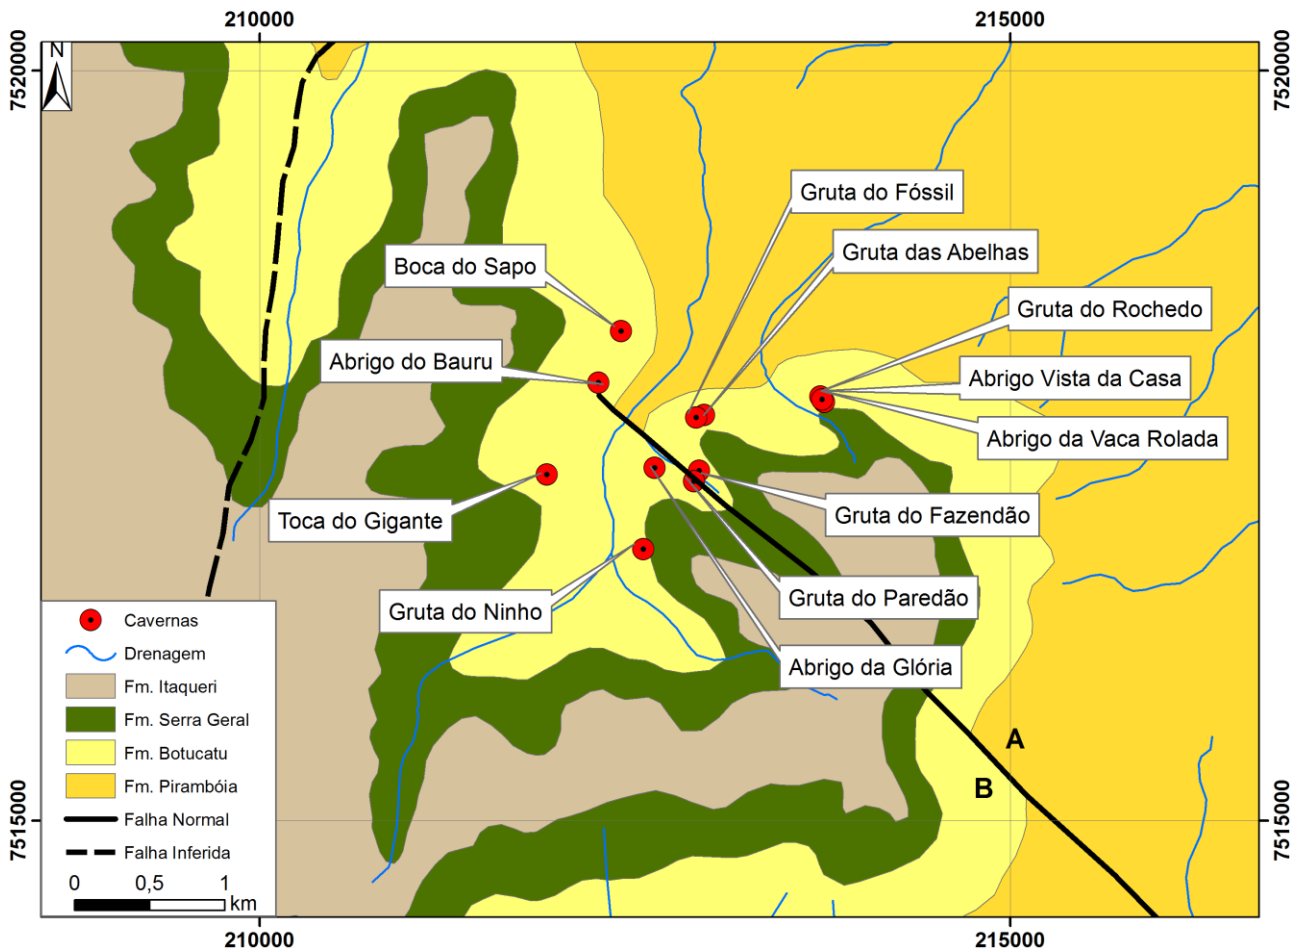 210000
215000
7520000
7520000
N
Gruta do Fóssil
Gruta das Abelhas
Boca do Sapo
Gruta do Rochedo
Abrigo do Bauru
Abrigo Vista da Casa
Abrigo da Vaca Rolada
Toca do Gigante
Gruta do Fazendão
Gruta do Ninho
Gruta do Paredão
Abrigo da Glória
A
B
Cavernas
Drenagem
Fm. Itaqueri
Fm. Serra Geral
Fm. Botucatu
Fm. Pirambóia
Falha Normal
Falha Inferida
0 0,5 1
km
7515000
7515000
210000
215000